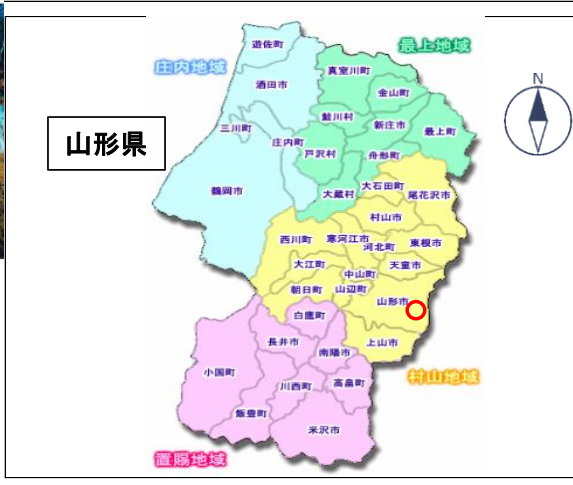 山形県
N
庄内地域
最上地域
遊佐町
酒田市
三川町
庄内町
鶴岡市
真室川町
金山町
鮭川村
新庄市
最上町
戸沢村
舟形町
大蔵村
大石田町
尾花沢市
村山市
西川町
寒河江市
河北町
東根市
大江町
天童市
中山町
朝日町
山辺町
山形市
上山市
村山地域
白鷹町
長井市
南陽市
小国町
川西町
高畠町
飯豊町
米沢市
置賜地域